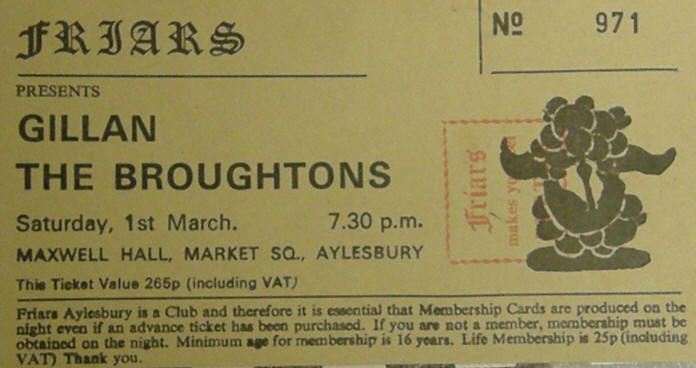 FRIARS
Nº 971
PRESENTS
GILLAN
THE BROUGHTONS
Saturday, 1st March. 7.30 p.m.
MAXWELL HALL, MARKET SQ., AYLESBURY
This Ticket Value 265p (including VAT)
Friars
makes
Friars Aylesbury is a Club and therefore it is essential that Membership Cards are produced on the
night even if an advance ticket has been purchased. If you are not a member, membership must be
obtained on the night. Minimum age for membership is 16 years. Life Membership is 25p (including
VAT) Thank you.